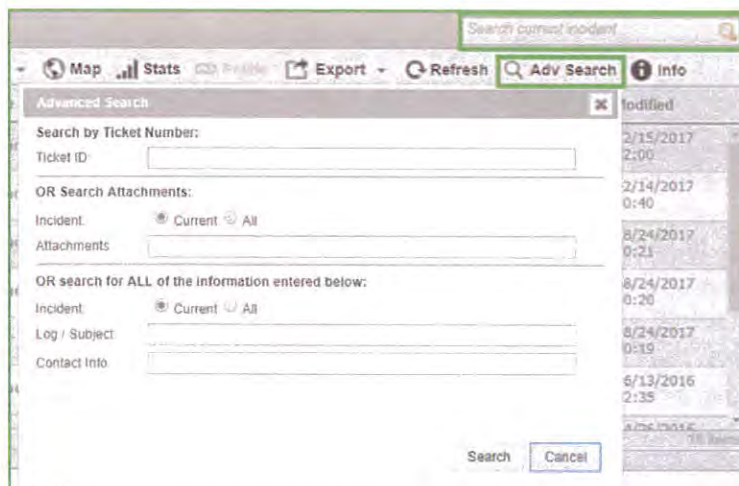 Search current incident
Map Stats Profile Export Refresh Adv Search Info
Advanced Search
Modified
Search by Ticket Number:
Ticket ID
OR Search Attachments:
Incident Current All
Attachments
OR search for ALL of the information entered below:
Incident Current All
Log / Subject
Contact Info
2/15/2017
2:00
2/14/2017
0:40
8/24/2017
0:21
8/24/2017
0:20
8/24/2017
0:19
6/13/2016
2:35
Search Cancel